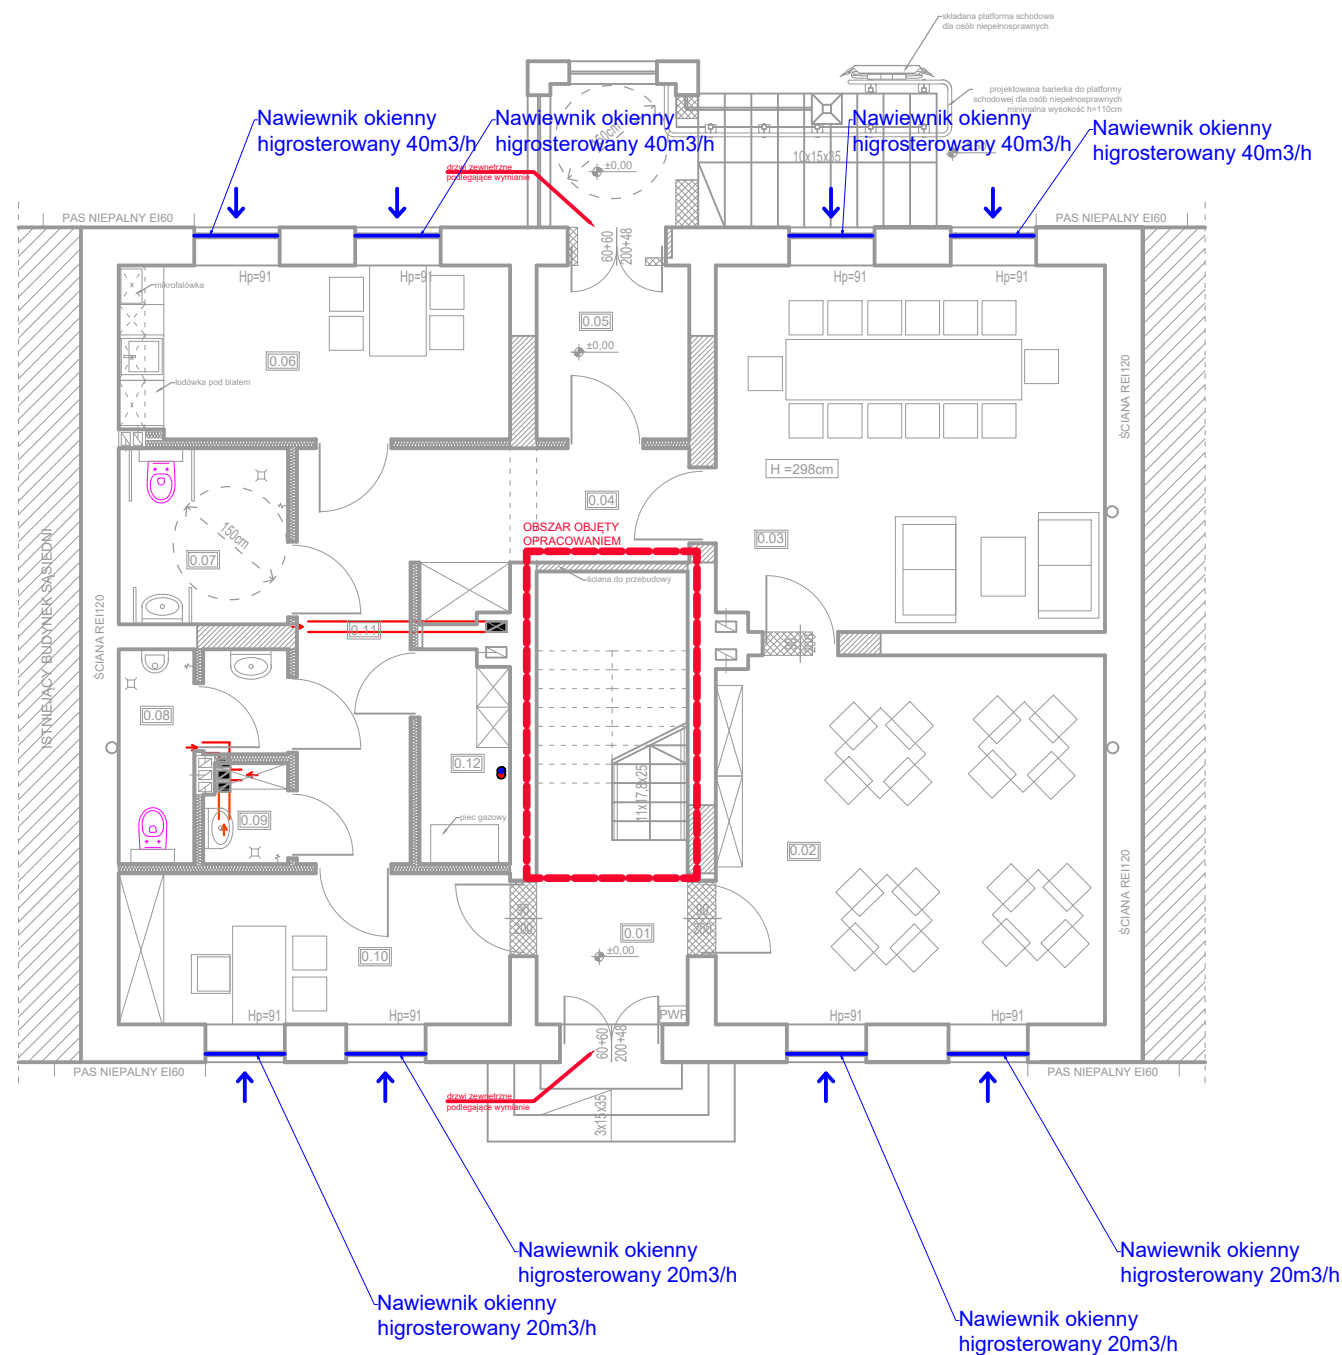 składana platforma schodowa
dla osób niepełnosprawnych
projektowana barierka do platformy
schodowej dla osób niepełnosprawnych
minimalna wysokość h=110cm
Nawiewnik okienny
higrosterowany 40m3/h
Nawiewnik okienny
higrosterowany 40m3/h
Nawiewnik okienny
higrosterowany 40m3/h
Nawiewnik okienny
higrosterowany 40m3/h
150cm
±0,00
10x15x35
drzwi zewnętrzne
podlegające wymianie
PAS NIEPALNY EI60
PAS NIEPALNY EI60
60+60
200+48
Hp=91
Hp=91
Hp=91
Hp=91
mikrofalówka
0.05
±0,00
0.06
lodówka pod blatem
ŚCIANA REI120
H =298cm
0.04
OBSZAR OBJĘTY
OPRACOWANIEM
150cm
0.03
0.07
ściana do przebudowy
ISTNIEJĄCY BUDYNEK SĄSIEDNI
ŚCIANA REI120
0.11
90
200
0.08
0.12
11x17,8x25
piec gazowy
0.09
0.02
ŚCIANA REI120
90
200
90
200
0.01
±0,00
0.10
Hp=91
Hp=91
PWP
Hp=91
Hp=91
60+60
200+48
PAS NIEPALNY EI60
PAS NIEPALNY EI60
drzwi zewnętrzne
podlegające wymianie
3x15x35
Nawiewnik okienny
higrosterowany 20m3/h
Nawiewnik okienny
higrosterowany 20m3/h
Nawiewnik okienny
higrosterowany 20m3/h
Nawiewnik okienny
higrosterowany 20m3/h